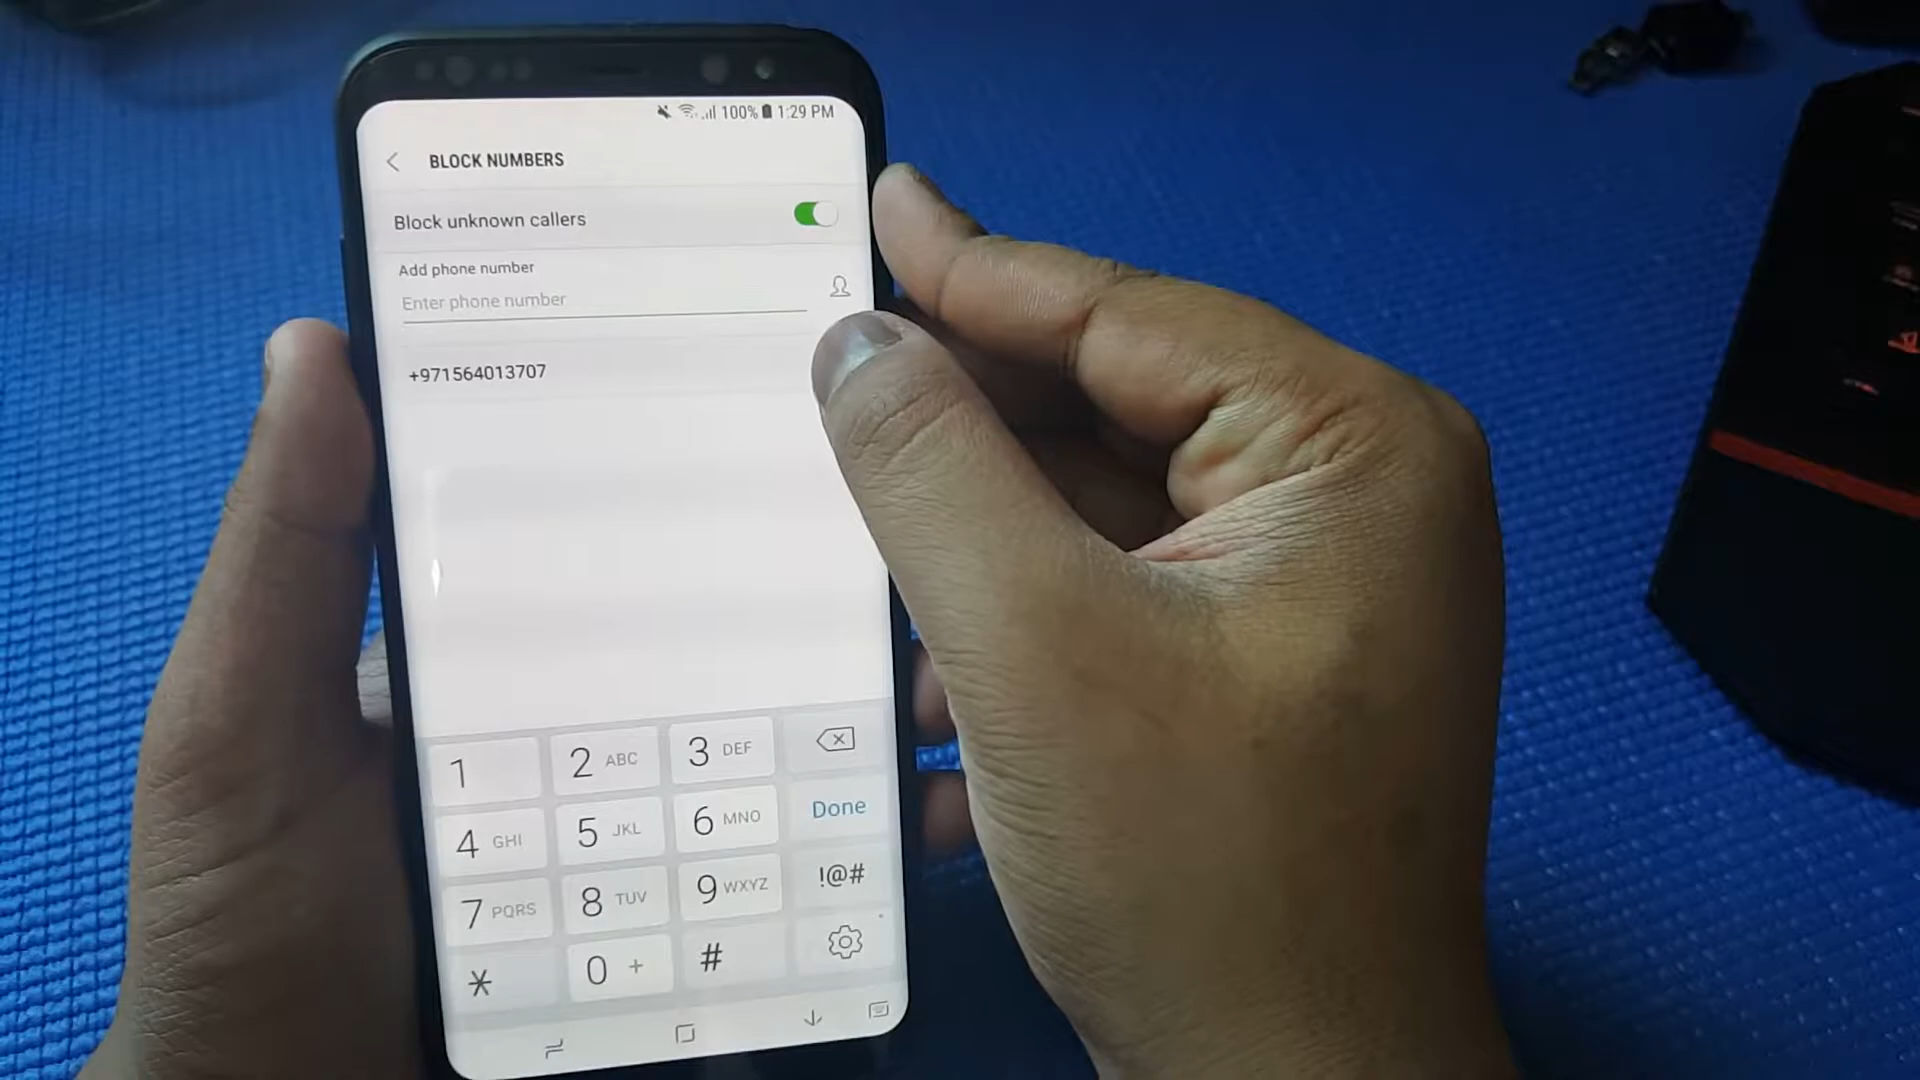 100% 1:29 PM
BLOCK NUMBERS
Block unknown callers
Add phone number
Enter phone number
+971564013707
1 2 ABC 3 DEF
4 GHI 5 JKL 6 MNO Done
7 PQRS 8 TUV 9 WXYZ !@#
* 0 + #